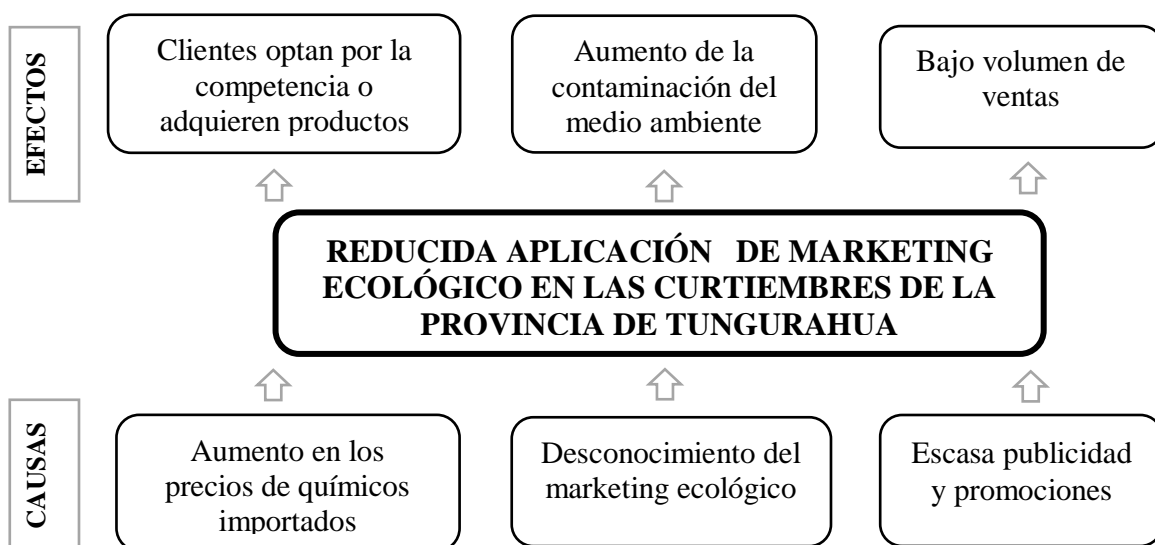 EFECTOS
Clientes optan por la
competencia o
adquieren productos
Aumento de la
contaminación del
medio ambiente
Bajo volumen de
ventas
REDUCIDA APLICACIÓN DE MARKETING
ECOLÓGICO EN LAS CURTIEMBRES DE LA
PROVINCIA DE TUNGURAHUA
CAUSAS
Aumento en los
precios de químicos
importados
Desconocimiento del
marketing ecológico
Escasa publicidad
y promociones